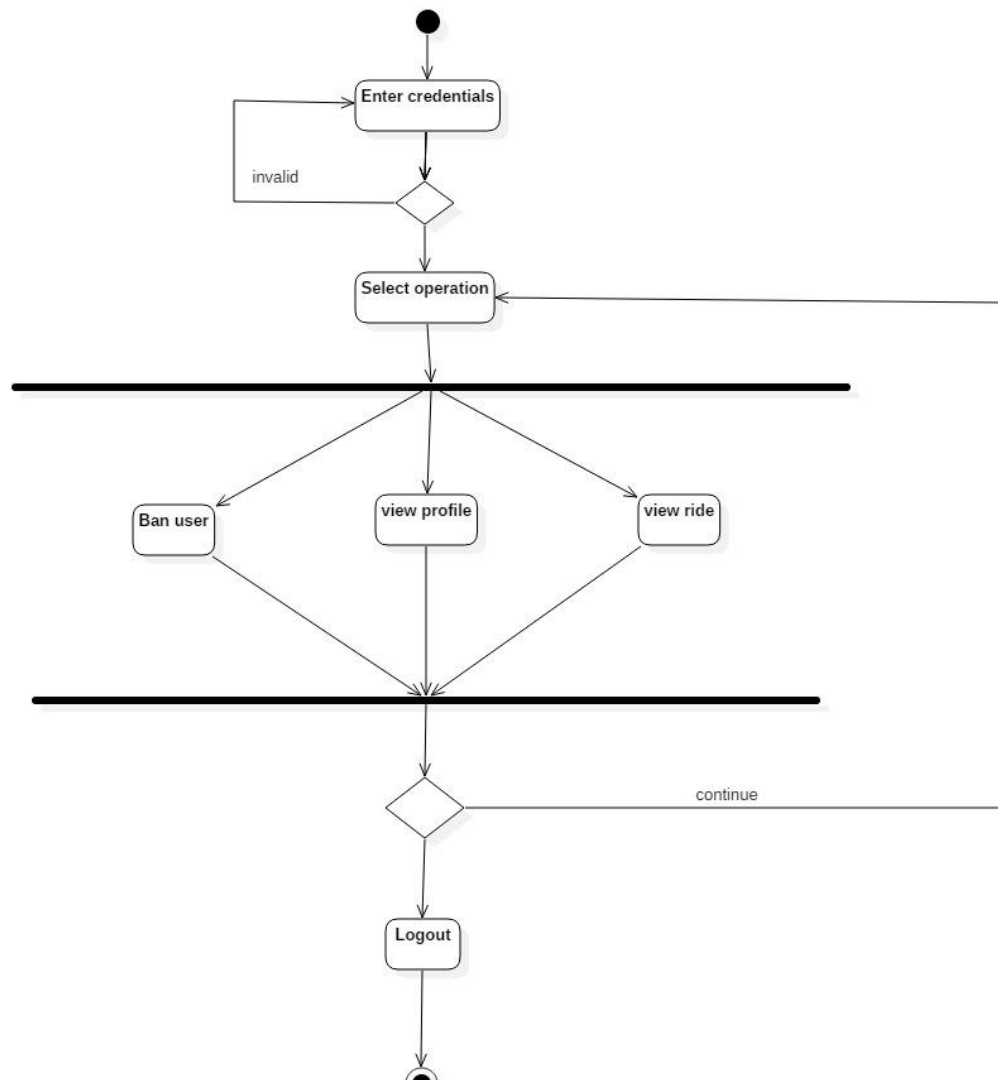 Enter credentials
invalid
Select operation
Ban user
view profile
view ride
continue
Logout